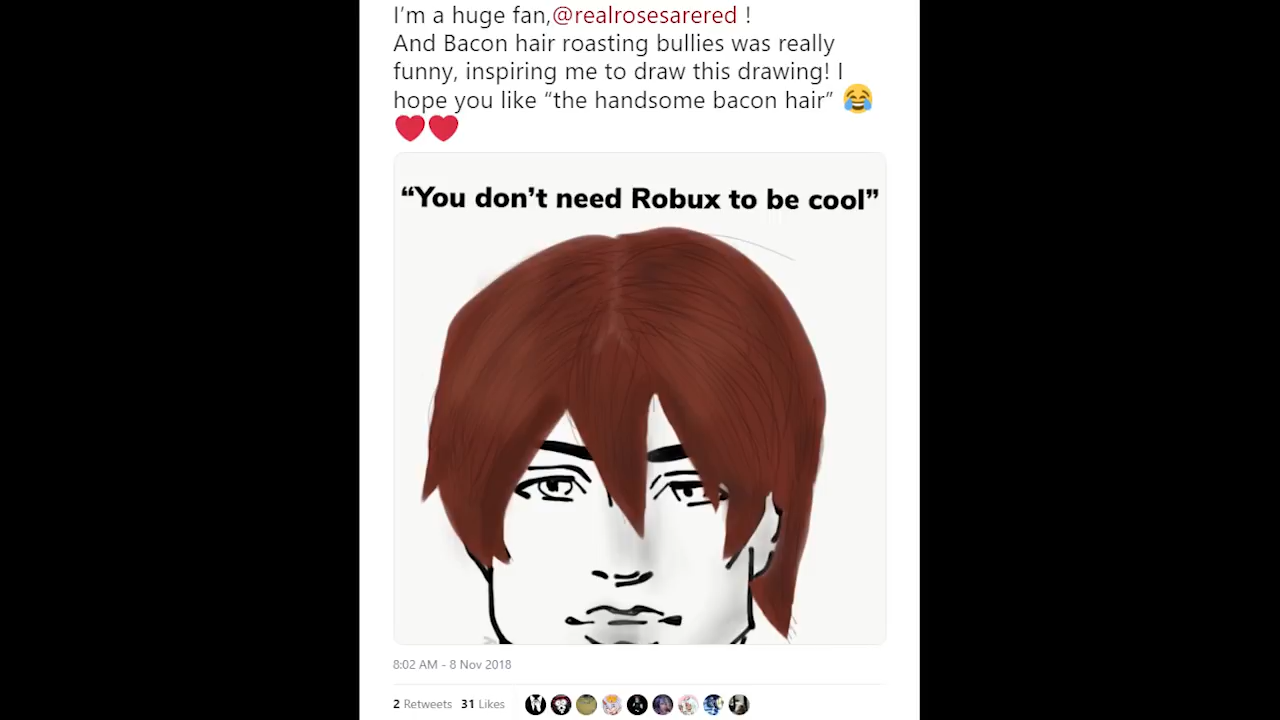 I'm a huge fan,@realrosesarered !
And Bacon hair roasting bullies was really
funny, inspiring me to draw this drawing! I
hope you like “the handsome bacon hair” 😂
❤️❤️
“You don't need Robux to be cool”
8:02 AM - 8 Nov 2018
2 Retweets 31 Likes